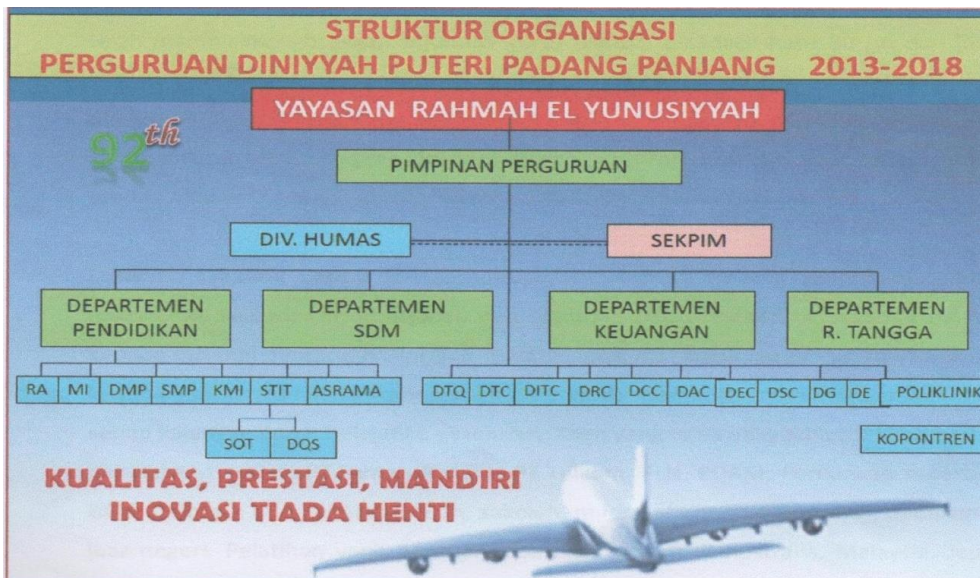 STRUKTUR ORGANISASI
PERGURUAN DINIYYAH PUTERI PADANG PANJANG 2013-2018
YAYASAN RAHMAH EL YUNUSIYYAH
92th
PIMPINAN PERGURUAN
DIV. HUMAS
SEKPIM
DEPARTEMEN
PENDIDIKAN
DEPARTEMEN
SDM
DEPARTEMEN
KEUANGAN
DEPARTEMEN
R. TANGGA
RA MI DMP SMP KMI STIT ASRAMA
DTQ DTC DITC DRC DCC DAC DEC DSC DG DE POLIKLINIK
SOT DQS
KOPONTREN
KUALITAS, PRESTASI, MANDIRI
INOVASI TIADA HENTI